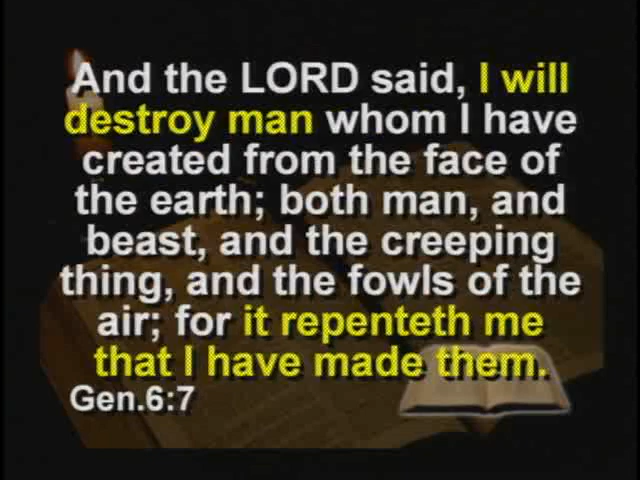 And the LORD said, I will
destroy man whom I have
created from the face of
the earth; both man, and
beast, and the creeping
thing, and the fowls of the
air; for it repenteth me
that I have made them.
Gen.6:7